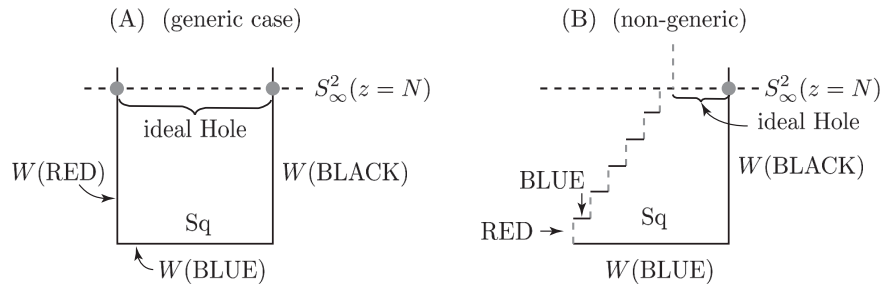 (A) (generic case)
S²∞(z = N)
ideal Hole
W(RED)
W(BLACK)
Sq
W(BLUE)
(B) (non-generic)
S²∞(z = N)
ideal Hole
W(BLACK)
BLUE
Sq
RED
W(BLUE)